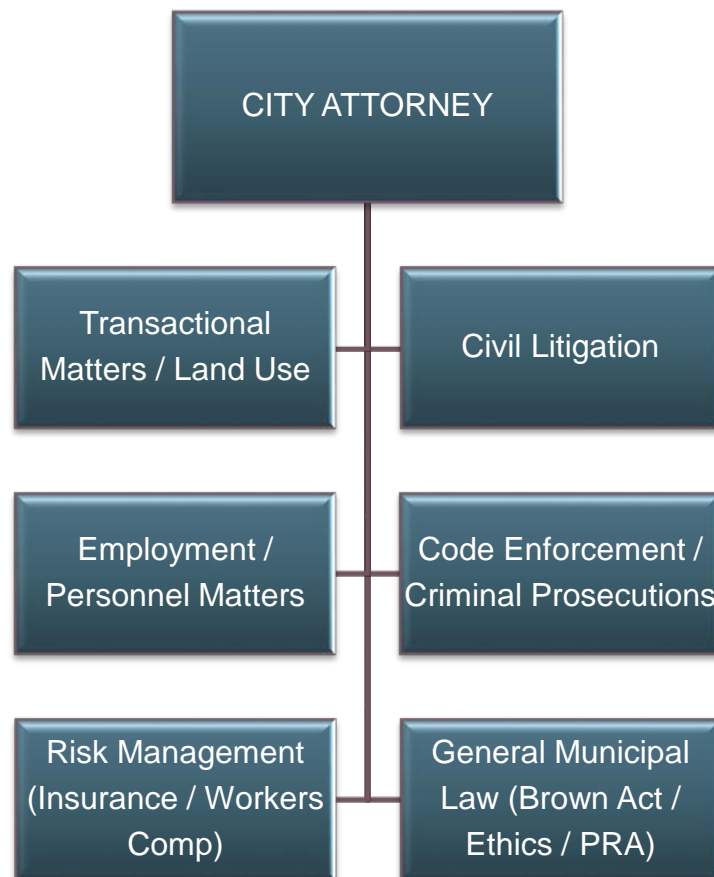 CITY ATTORNEY
Transactional
Matters / Land Use
Civil Litigation
Employment /
Personnel Matters
Code Enforcement /
Criminal Prosecutions
Risk Management
(Insurance / Workers
Comp)
General Municipal
Law (Brown Act /
Ethics / PRA)